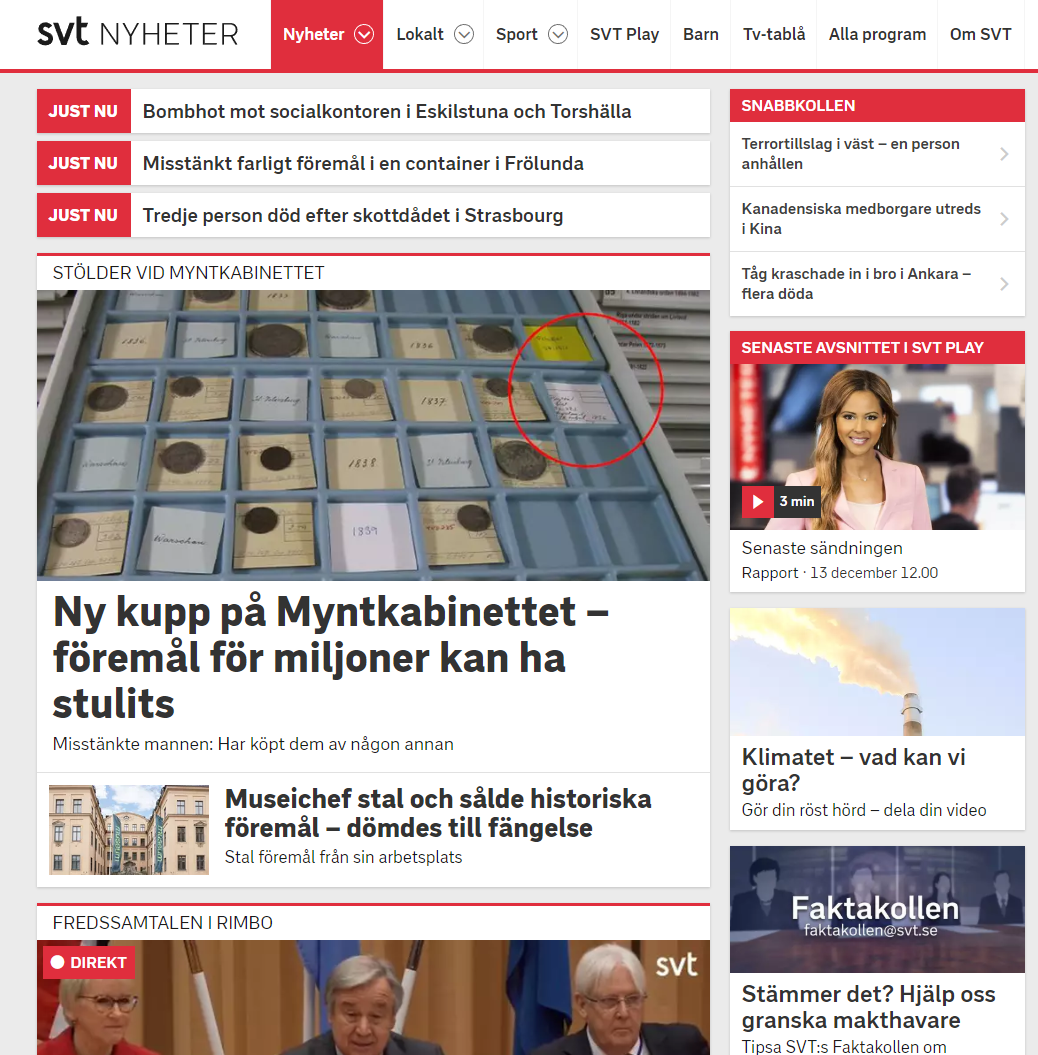 svt NYHETER
Nyheter
Lokalt
Sport
SVT Play
Barn
Tv-tablå
Alla program
Om SVT
JUST NU Bombhot mot socialkontoren i Eskilstuna och Torshälla
JUST NU Misstänkt farligt föremål i en container i Frölunda
JUST NU Tredje person död efter skottdådet i Strasbourg
STÖLDER VID MYNTKABINETTET
1836
1836
1837
Warschau
1838
St Petersburg
Warschau
1839
Ny kupp på Myntkabinettet –
föremål för miljoner kan ha
stulits
Misstänkte mannen: Har köpt dem av någon annan
Museichef stal och sålde historiska
föremål – dömdes till fängelse
Stal föremål från sin arbetsplats
FREDSSAMTALEN I RIMBO
DIREKT
svt
SNABBKOLLEN
Terrortillslag i väst – en person
anhållen
Kanadensiska medborgare utreds
i Kina
Tåg kraschade in i bro i Ankara –
flera döda
SENASTE AVSNITTET I SVT PLAY
3 min
Senaste sändningen
Rapport · 13 december 12.00
Klimatet – vad kan vi
göra?
Gör din röst hörd – dela din video
Faktakollen
faktakollen@svt.se
Stämmer det? Hjälp oss
granska makthavare
Tipsa SVT:s Faktakollen om